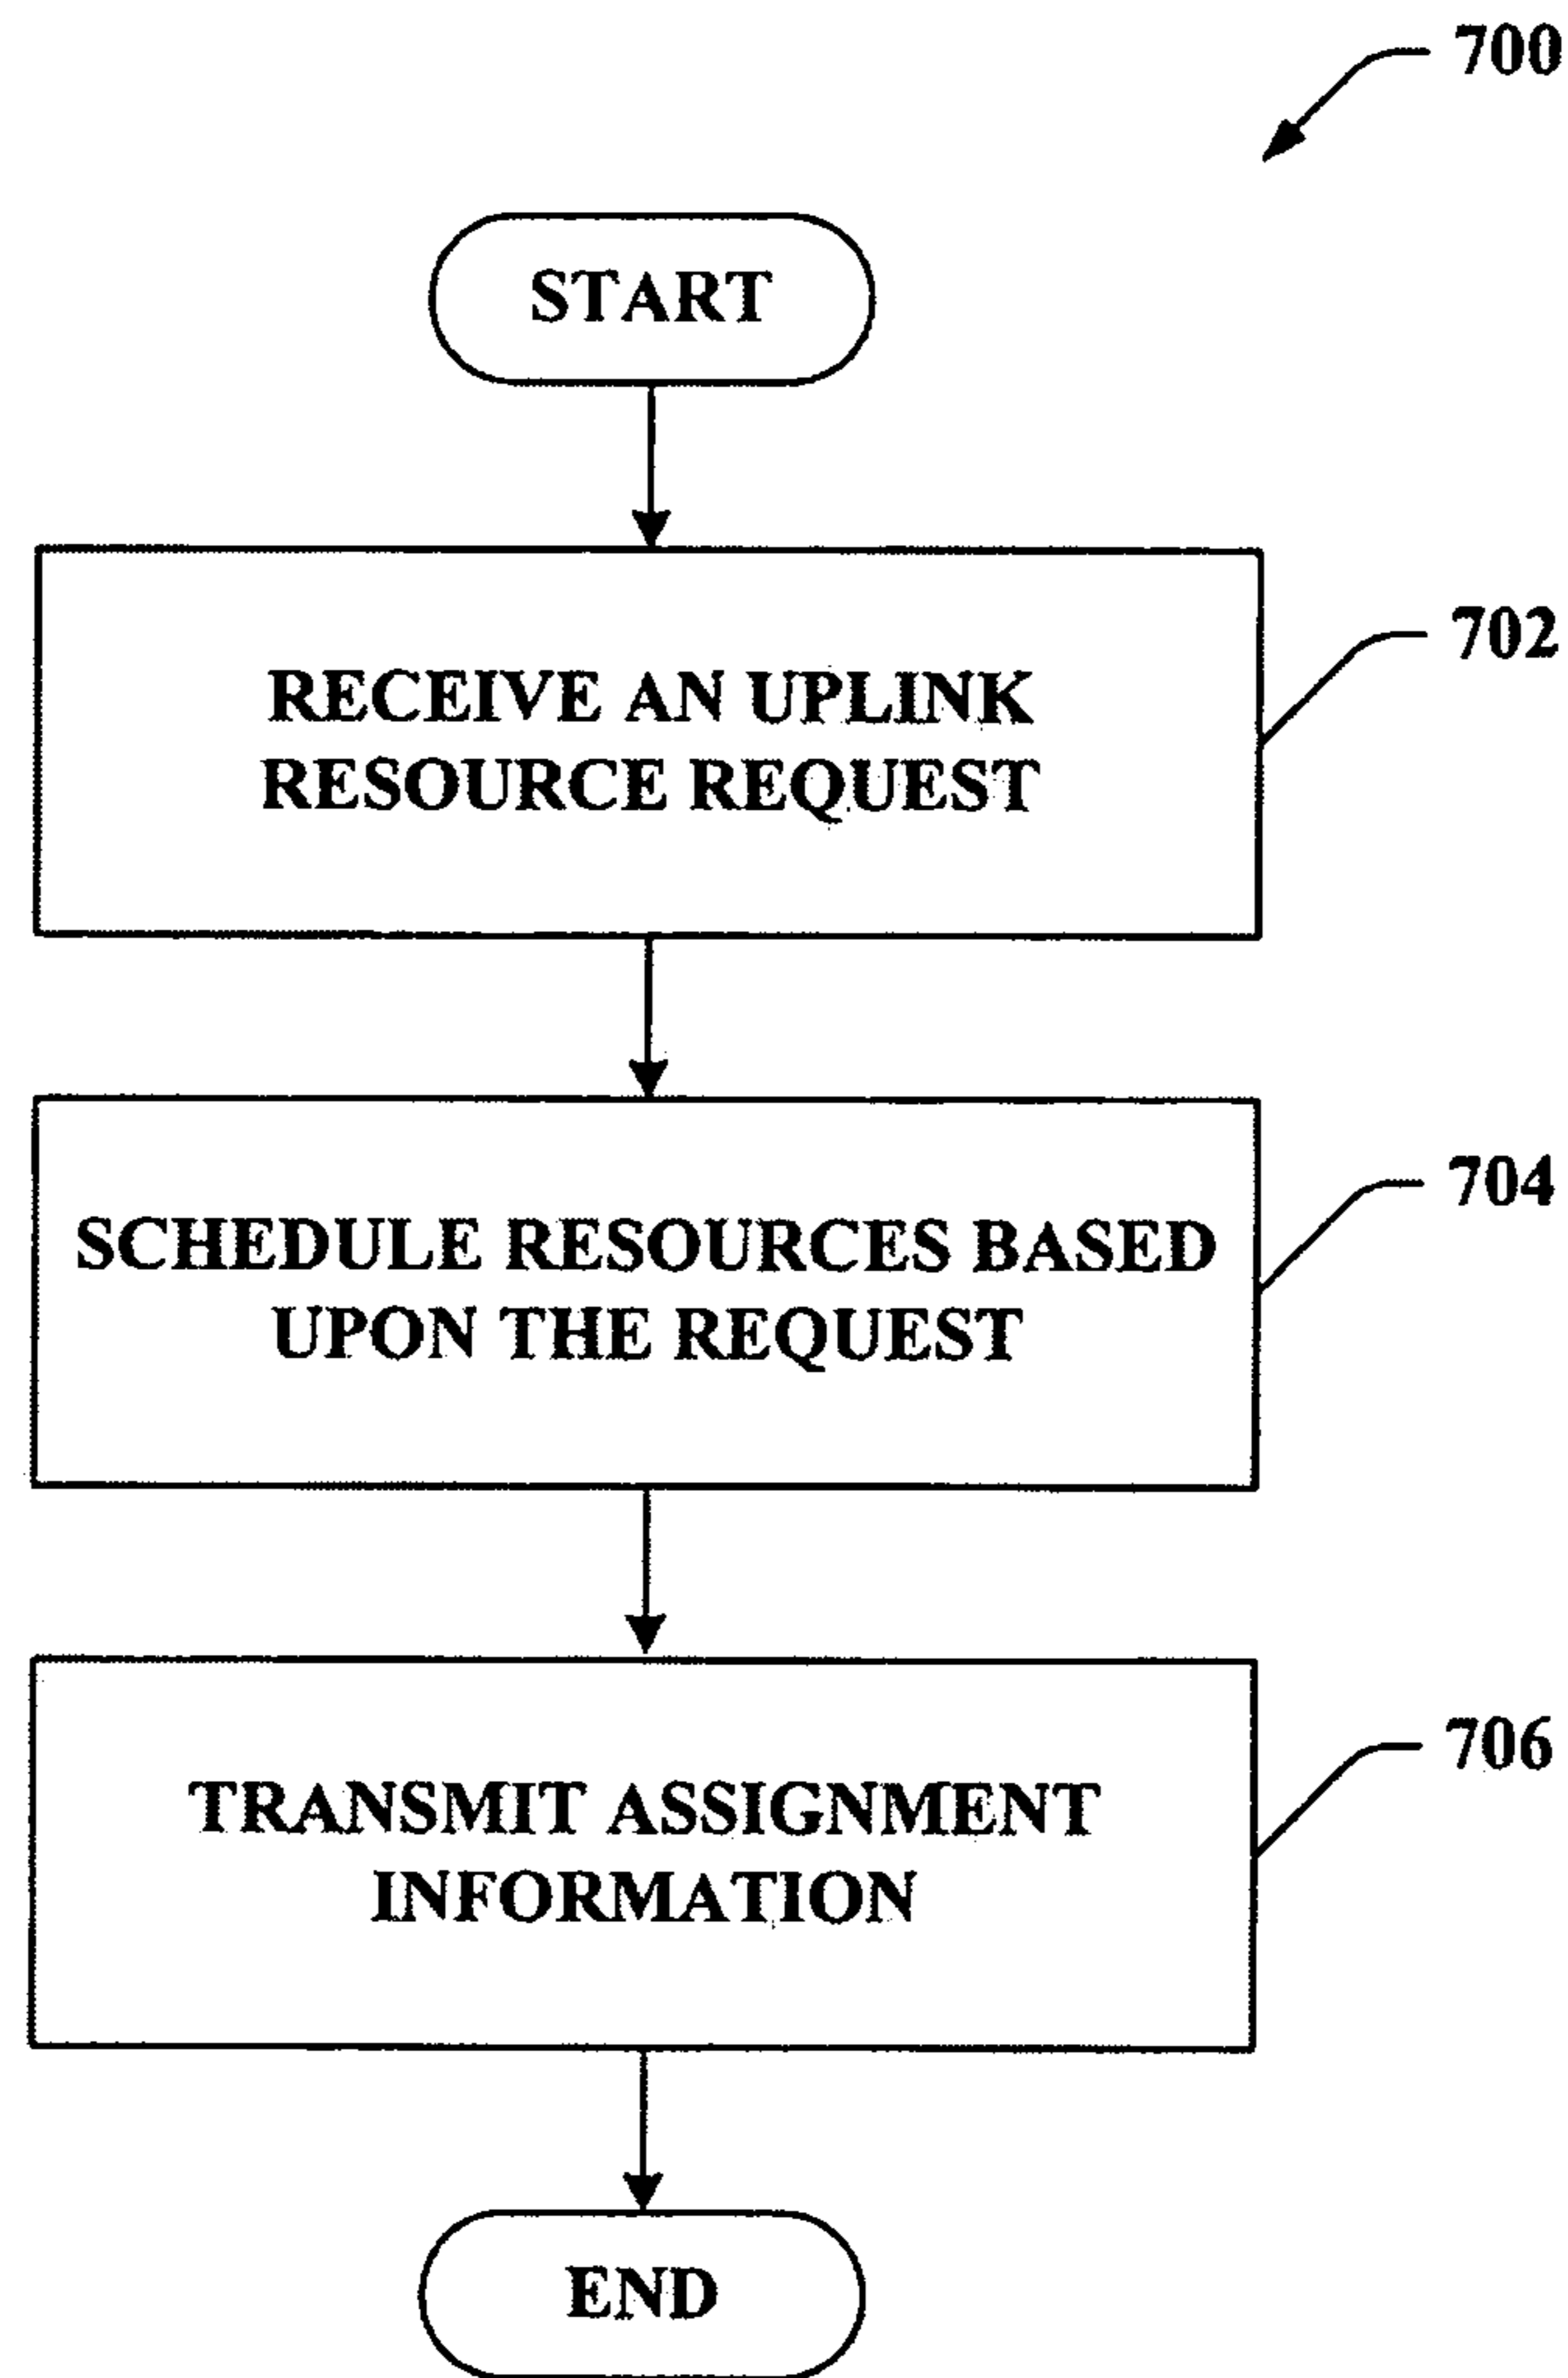 700
START
RECEIVE AN UPLINK
RESOURCE REQUEST
702
SCHEDULE RESOURCES BASED
UPON THE REQUEST
704
TRANSMIT ASSIGNMENT
INFORMATION
706
END